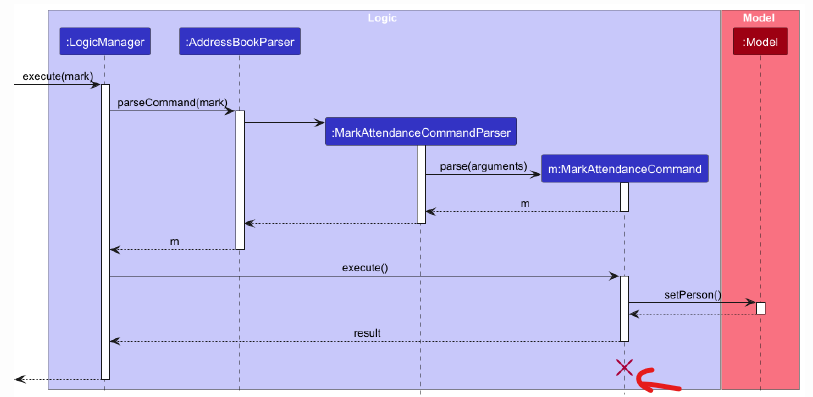 Logic
Model
:LogicManager
:AddressBookParser
:Model
execute(mark)
parseCommand(mark)
:MarkAttendanceCommandParser
parse(arguments)
m:MarkAttendanceCommand
m
m
execute()
setPerson()
result